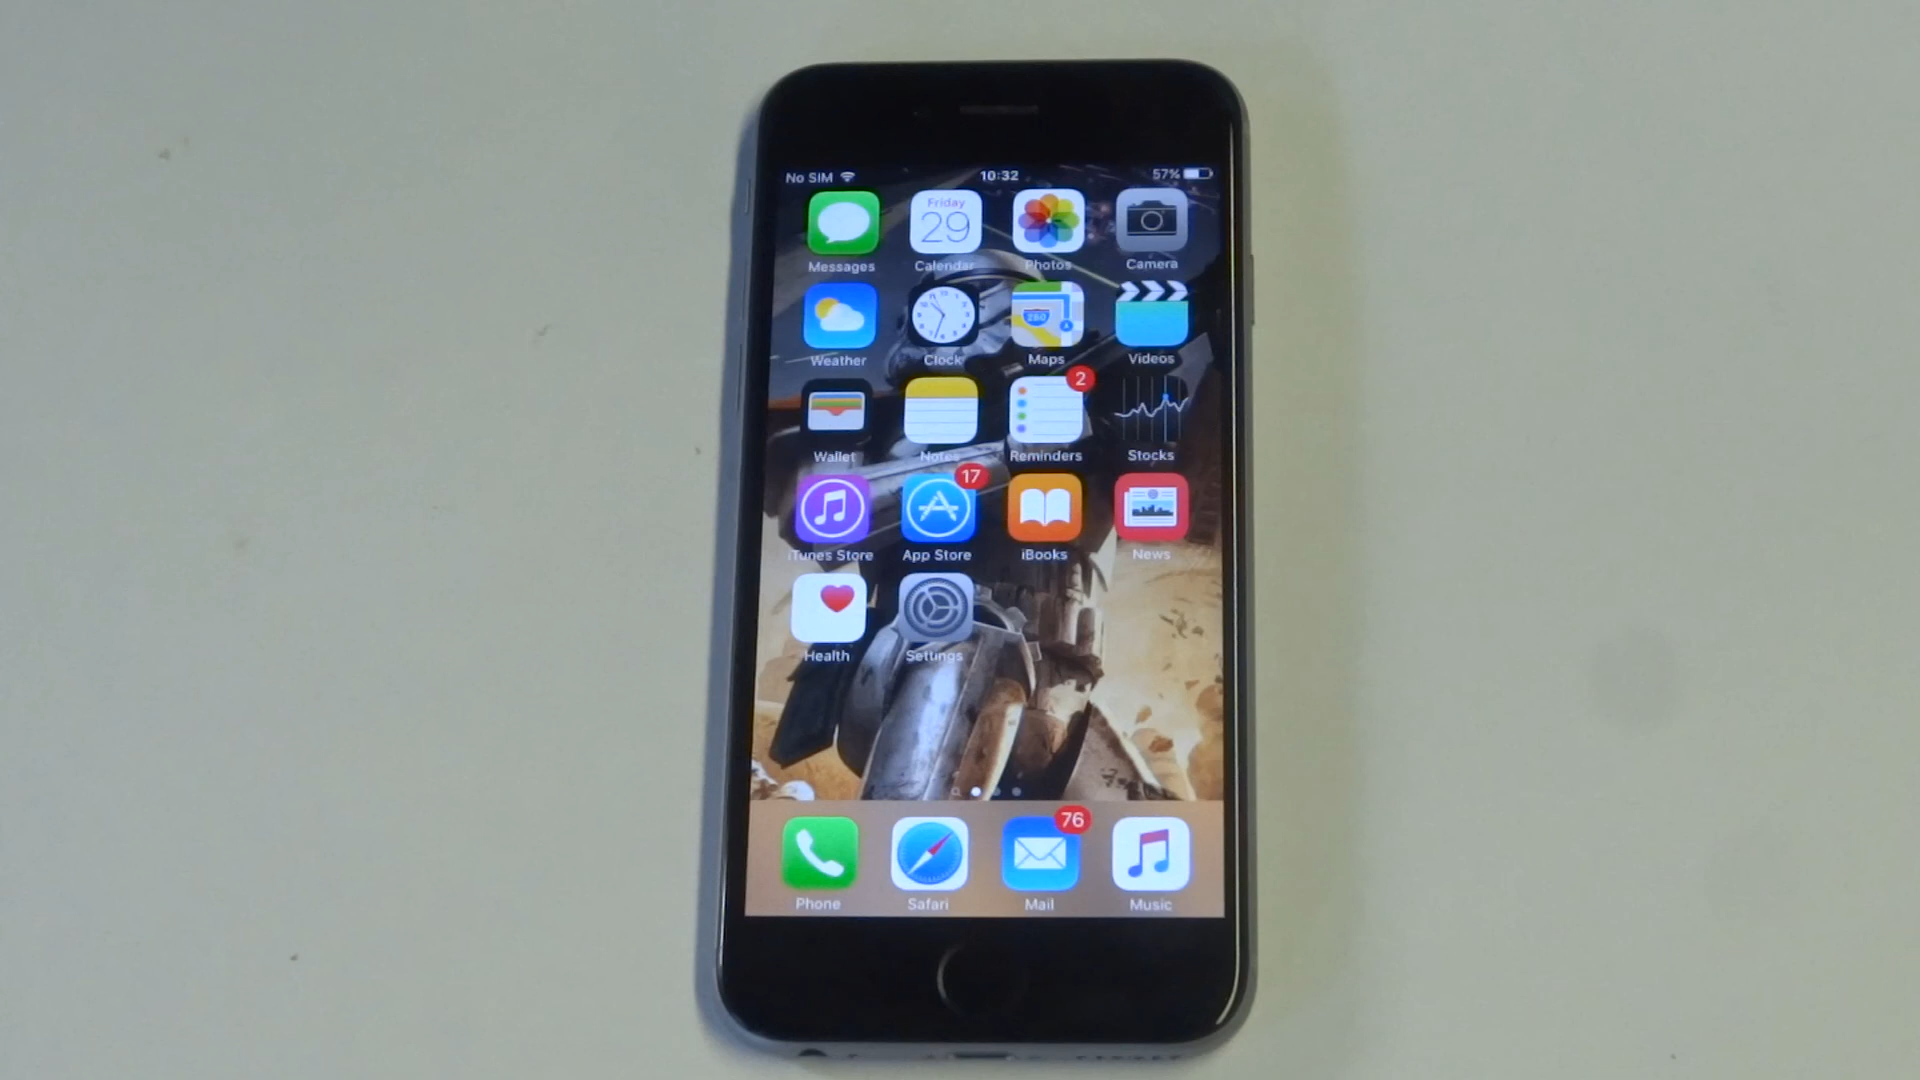 No SIM 10:32 57%
Friday
29
Messages Calendar Photos Camera
280
Weather Clock Maps Videos
2
Wallet Notes Reminders Stocks
17
iTunes Store App Store iBooks News
Health Settings
76
Phone Safari Mail Music